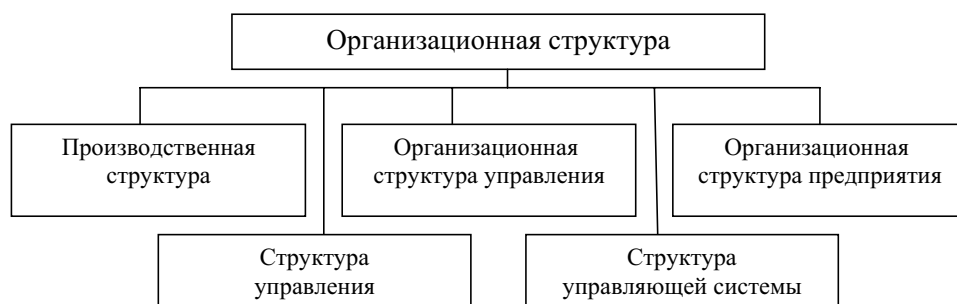 Организационная структура
Производственная
структура
Организационная
структура управления
Организационная
структура предприятия
Структура
управления
Структура
управляющей системы